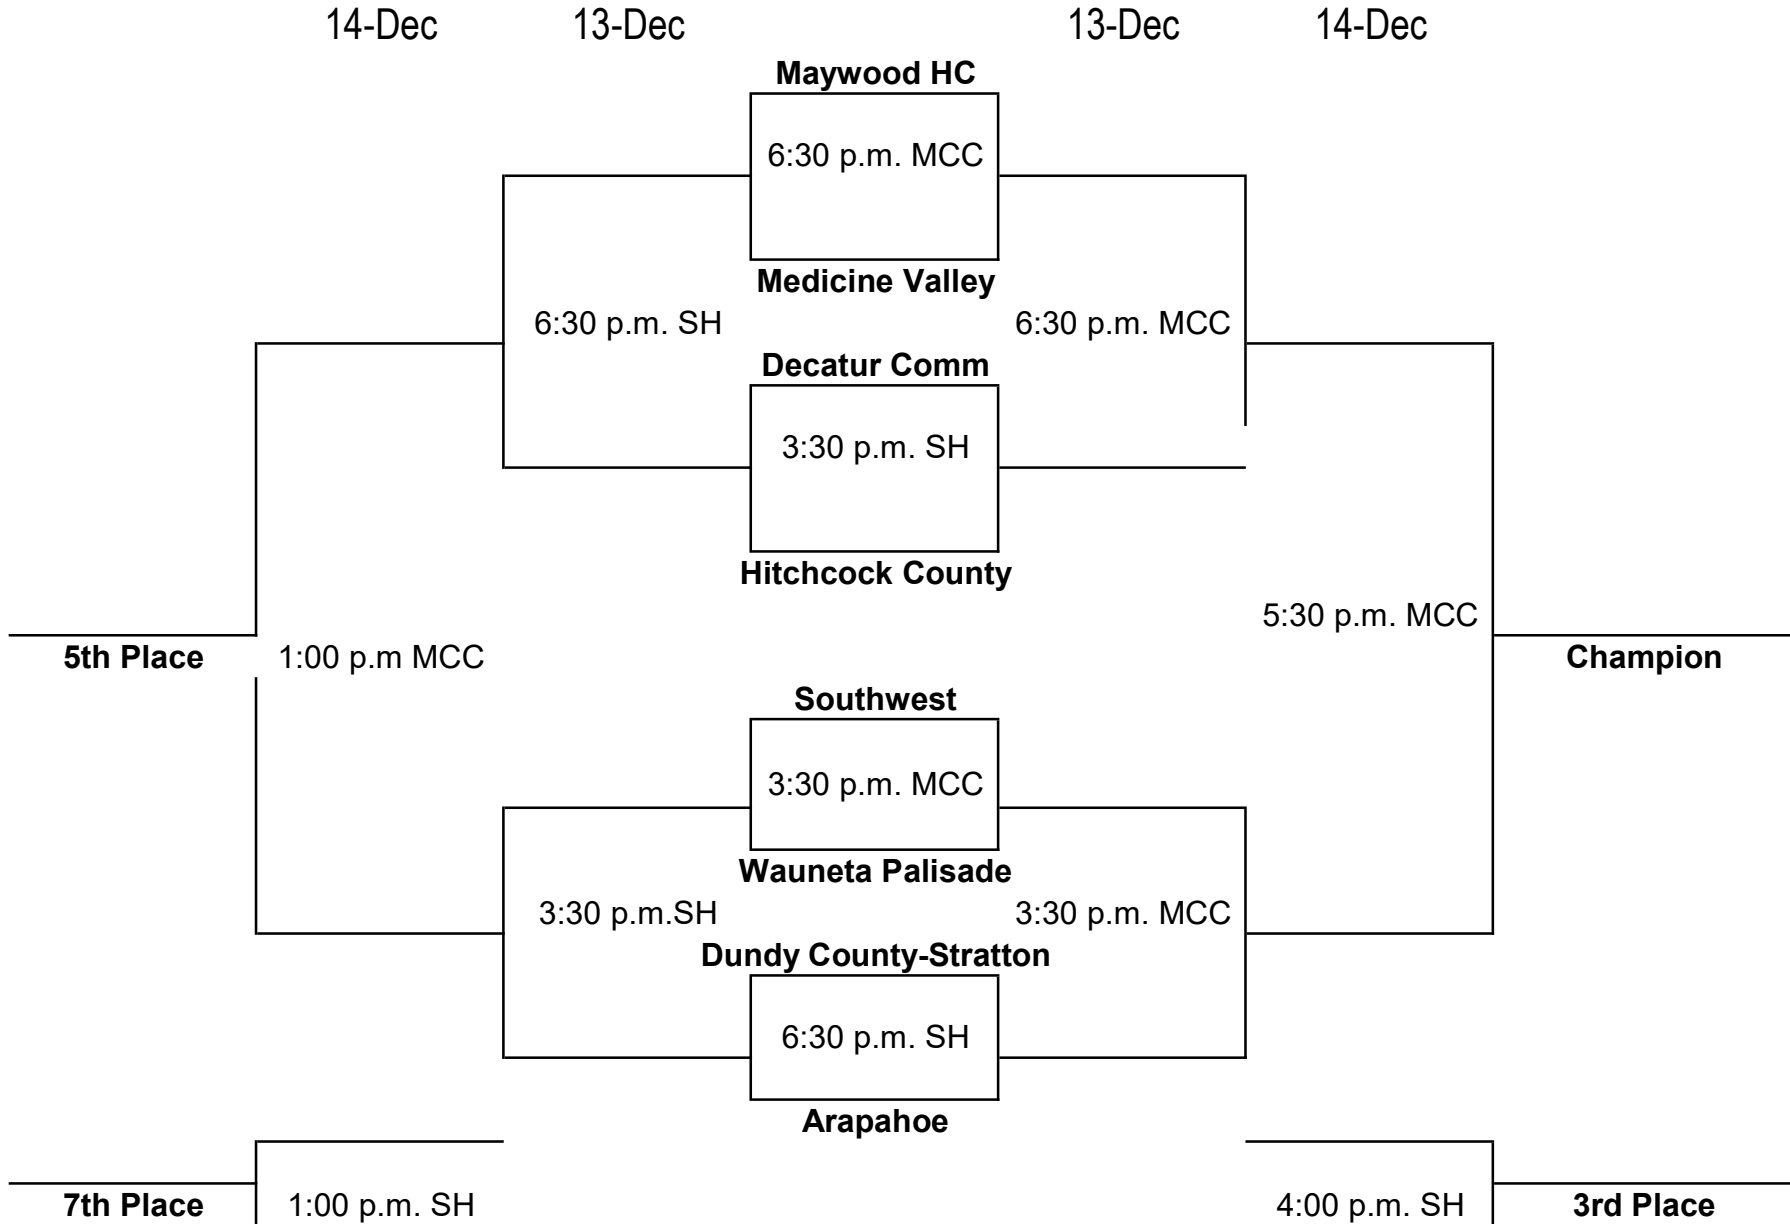 14-Dec 13-Dec 13-Dec 14-Dec
Maywood HC
6:30 p.m. MCC
Medicine Valley
6:30 p.m. SH 6:30 p.m. MCC
Decatur Comm
3:30 p.m. SH
Hitchcock County
5:30 p.m. MCC
5th Place 1:00 p.m MCC Champion
Southwest
3:30 p.m. MCC
Wauneta Palisade
3:30 p.m.SH 3:30 p.m. MCC
Dundy County-Stratton
6:30 p.m. SH
Arapahoe
7th Place 1:00 p.m. SH 4:00 p.m. SH 3rd Place